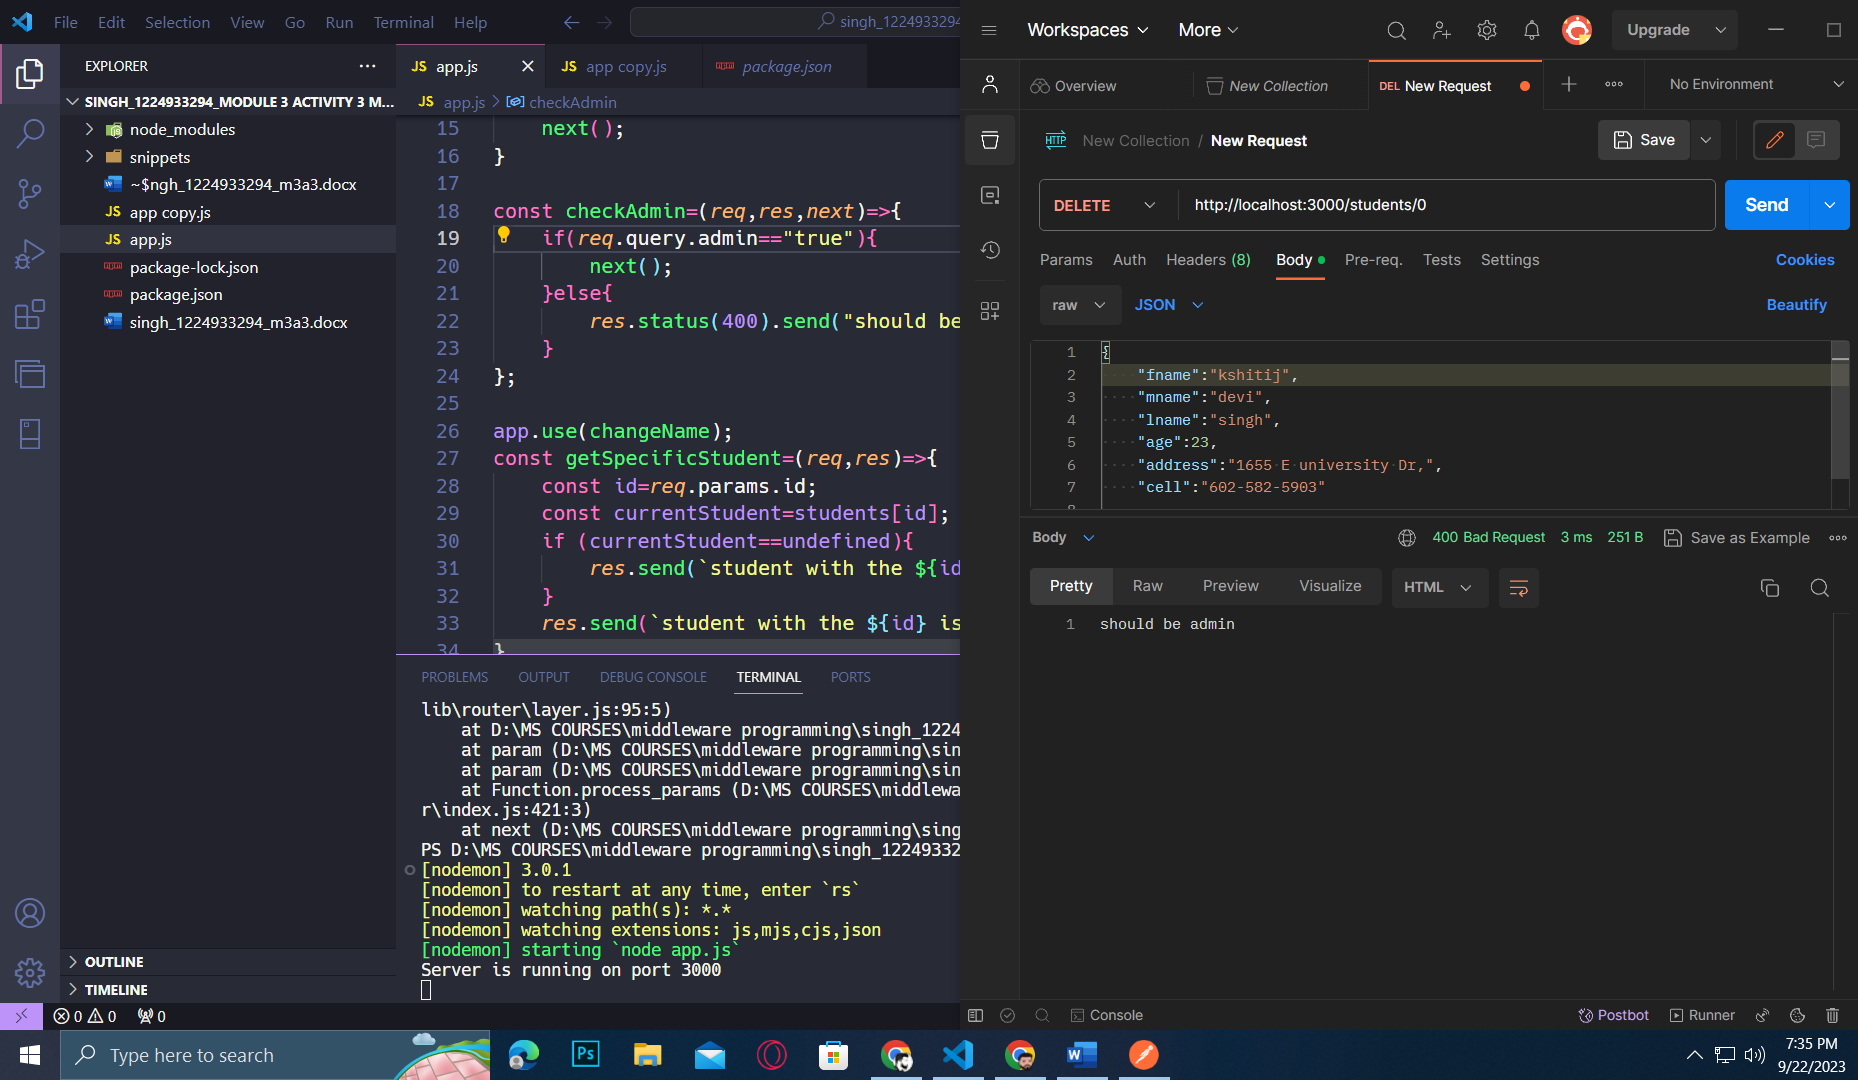 File Edit Selection View Go Run Terminal Help
singh_1224933294
EXPLORER
SINGH_1224933294_MODULE 3 ACTIVITY 3 M...
node_modules
snippets
~$ngh_1224933294_m3a3.docx
JS app copy.js
JS app.js
package-lock.json
package.json
singh_1224933294_m3a3.docx
OUTLINE
TIMELINE
JS app.js
JS app copy.js
package.json
JS app.js > checkAdmin
15 next();
16 }
17
18 const checkAdmin=(req,res,next)=>{
19 if(req.query.admin=="true"){
20 next();
21 }else{
22 res.status(400).send("should be
23 }
24 };
25
26 app.use(changeName);
27 const getSpecificStudent=(req,res)=>{
28 const id=req.params.id;
29 const currentStudent=students[id];
30 if (currentStudent==undefined){
31 res.send(`student with the ${id
32 }
33 res.send(`student with the ${id} is
34 }
PROBLEMS OUTPUT DEBUG CONSOLE TERMINAL PORTS
lib\router\layer.js:95:5)
at D:\MS COURSES\middleware programming\singh_1224
at param (D:\MS COURSES\middleware programming\sin
at param (D:\MS COURSES\middleware programming\sin
at Function.process_params (D:\MS COURSES\middlewa
r\index.js:421:3)
at next (D:\MS COURSES\middleware programming\sing
PS D:\MS COURSES\middleware programming\singh_12249332
[nodemon] 3.0.1
[nodemon] to restart at any time, enter `rs`
[nodemon] watching path(s): *.*
[nodemon] watching extensions: js,mjs,cjs,json
[nodemon] starting `node app.js`
Server is running on port 3000
0 0 0
Workspaces More Upgrade
Overview
New Collection
DEL New Request
No Environment
HTTP New Collection / New Request
Save
DELETE http://localhost:3000/students/0
Send
Params Auth Headers (8) Body Pre-req. Tests Settings Cookies
raw JSON Beautify
1 {
2 "fname":"kshitij",
3 "mname":"devi",
4 "lname":"singh",
5 "age":23,
6 "address":"1655 E university Dr,",
7 "cell":"602-582-5903"
8
Body 400 Bad Request 3 ms 251 B Save as Example
Pretty Raw Preview Visualize HTML
1 should be admin
Console Postbot Runner
Type here to search
Ps
7:35 PM
9/22/2023